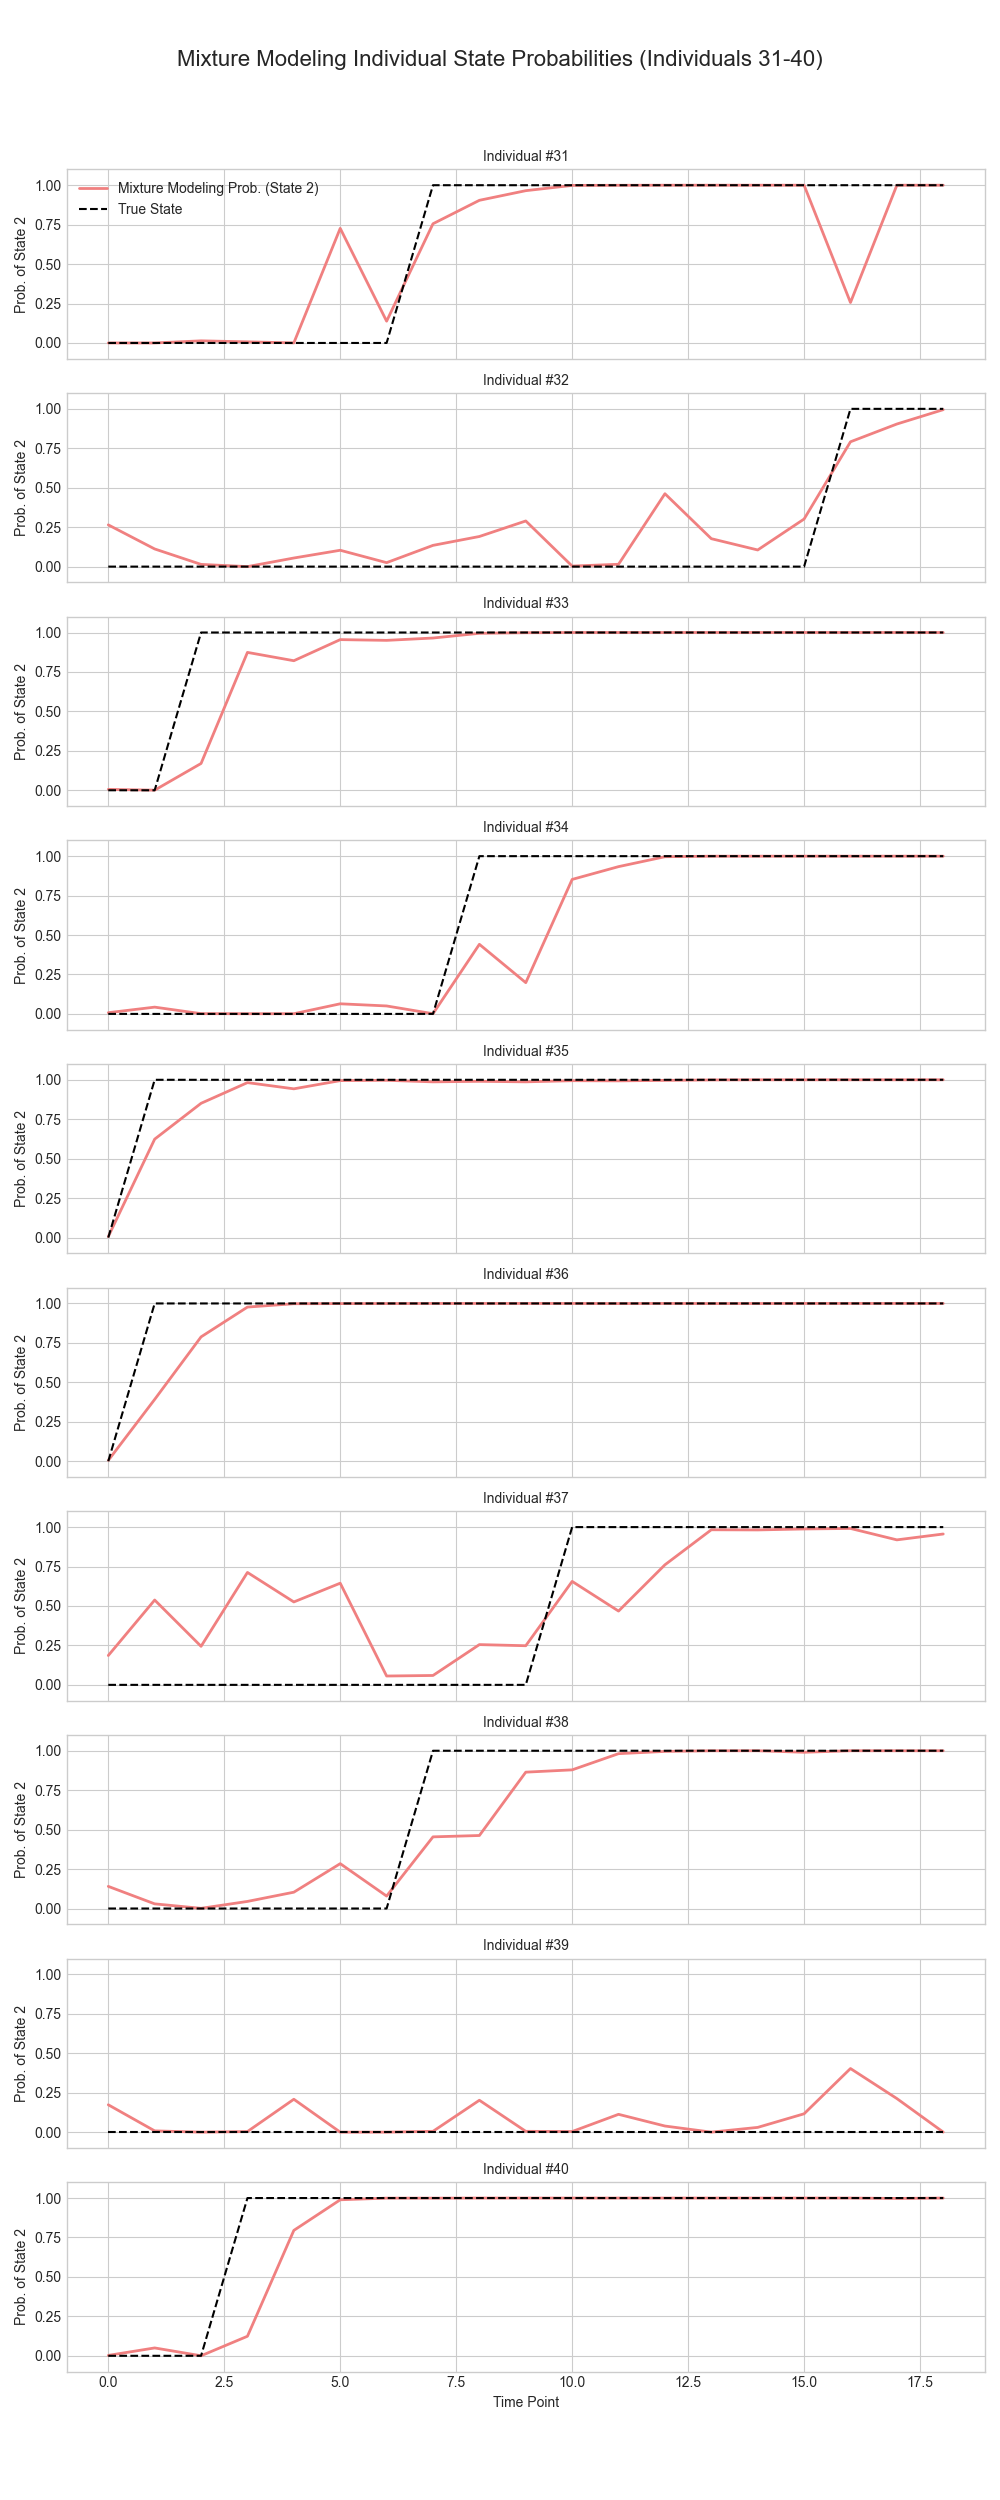 Mixture Modeling Individual State Probabilities (Individuals 31-40)
Individual #31
Mixture Modeling Prob. (State 2)
True State
1.00
0.75
0.50
0.25
0.00
Prob. of State 2
Individual #32
1.00
0.75
0.50
0.25
0.00
Prob. of State 2
Individual #33
1.00
0.75
0.50
0.25
0.00
Prob. of State 2
Individual #34
1.00
0.75
0.50
0.25
0.00
Prob. of State 2
Individual #35
1.00
0.75
0.50
0.25
0.00
Prob. of State 2
Individual #36
1.00
0.75
0.50
0.25
0.00
Prob. of State 2
Individual #37
1.00
0.75
0.50
0.25
0.00
Prob. of State 2
Individual #38
1.00
0.75
0.50
0.25
0.00
Prob. of State 2
Individual #39
1.00
0.75
0.50
0.25
0.00
Prob. of State 2
Individual #40
1.00
0.75
0.50
0.25
0.00
Prob. of State 2
0.0 2.5 5.0 7.5 10.0 12.5 15.0 17.5
Time Point